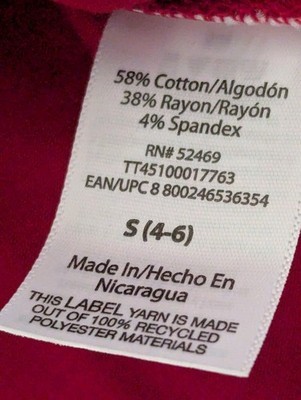 58% Cotton/Algodón
38% Rayon/Rayón
4% Spandex
RN# 52469
TT45100017763
EAN/UPC 8 800246536354
S (4-6)
Made In/Hecho En
Nicaragua
THIS LABEL YARN IS MADE
OUT OF 100% RECYCLED
POLYESTER MATERIALS